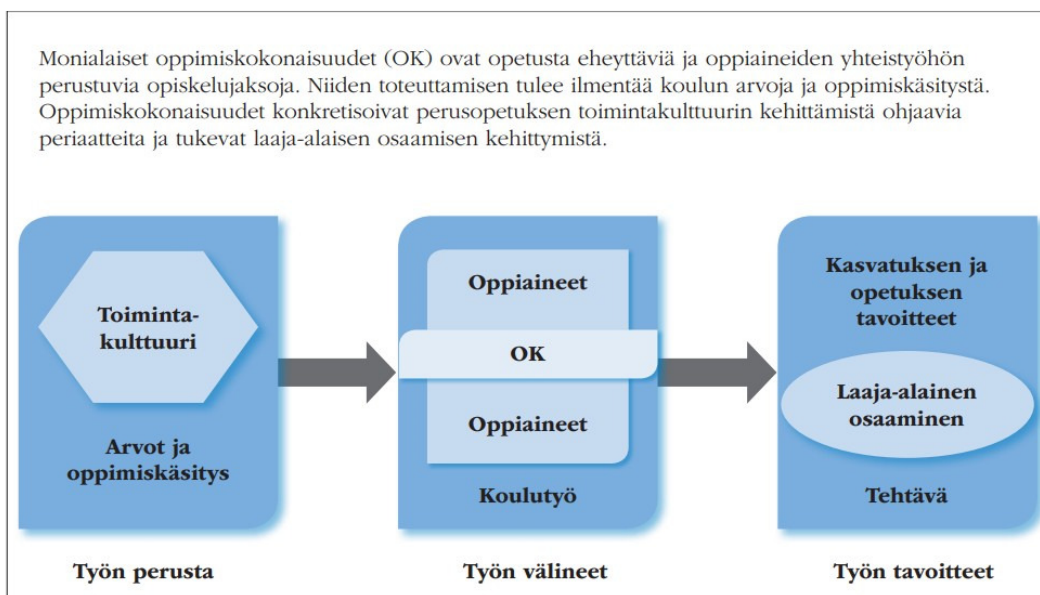 Monialaiset oppimiskokonaisuudet (OK) ovat opetusta eheyttäviä ja oppiaineiden yhteistyöhön
perustuvia opiskelujaksoja. Niiden toteuttamisen tulee ilmentää koulun arvoja ja oppimiskäsitystä.
Oppimiskokonaisuudet konkretisoivat perusopetuksen toimintakulttuurin kehittämistä ohjaavia
periaatteita ja tukevat laaja-alaisen osaamisen kehittymistä.
Toiminta-
kulttuuri
Arvot ja
oppimiskäsitys
Työn perusta
Oppiaineet
OK
Oppiaineet
Koulutyö
Työn välineet
Kasvatuksen ja
opetuksen
tavoitteet
Laaja-alainen
osaaminen
Tehtävä
Työn tavoitteet